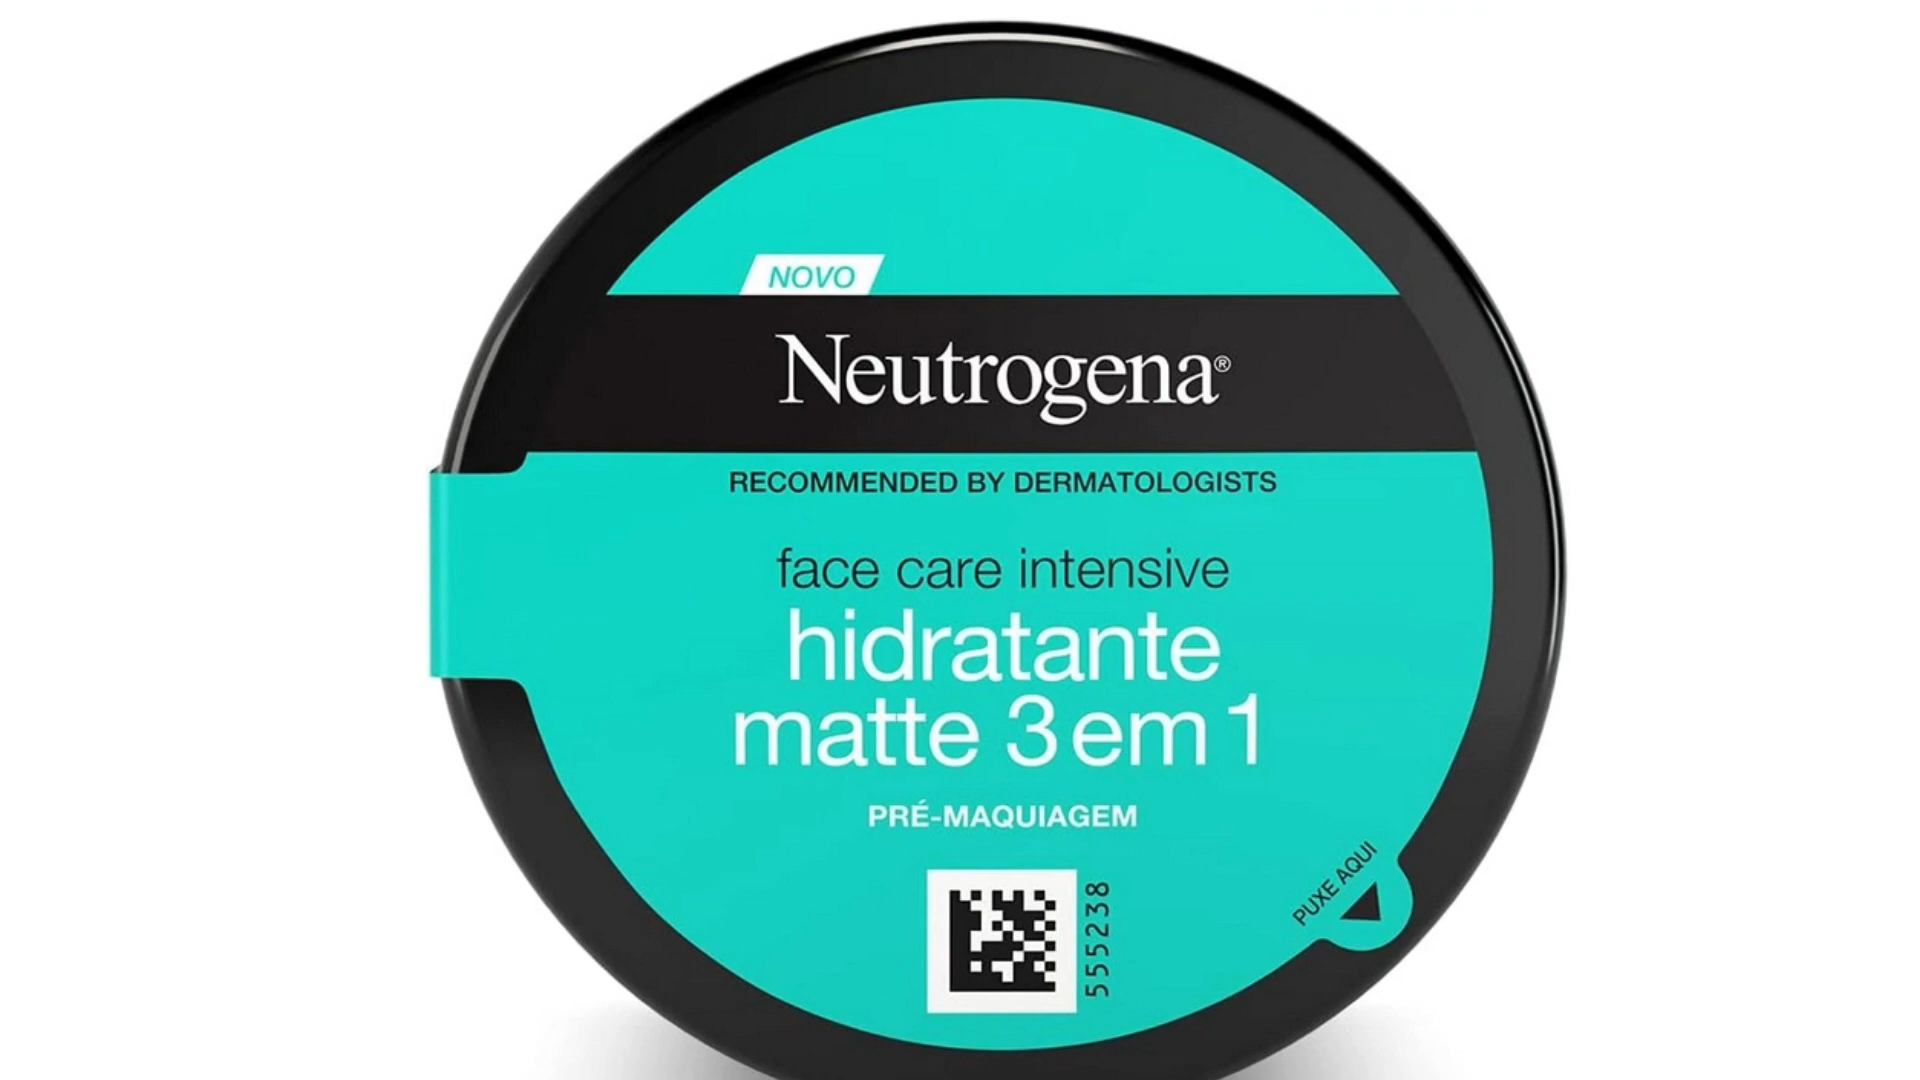 NOVO
Neutrogena®
RECOMMENDED BY DERMATOLOGISTS
face care intensive
hidratante
matte 3 em 1
PRÉ-MAQUIAGEM
555238
PUXE AQUI